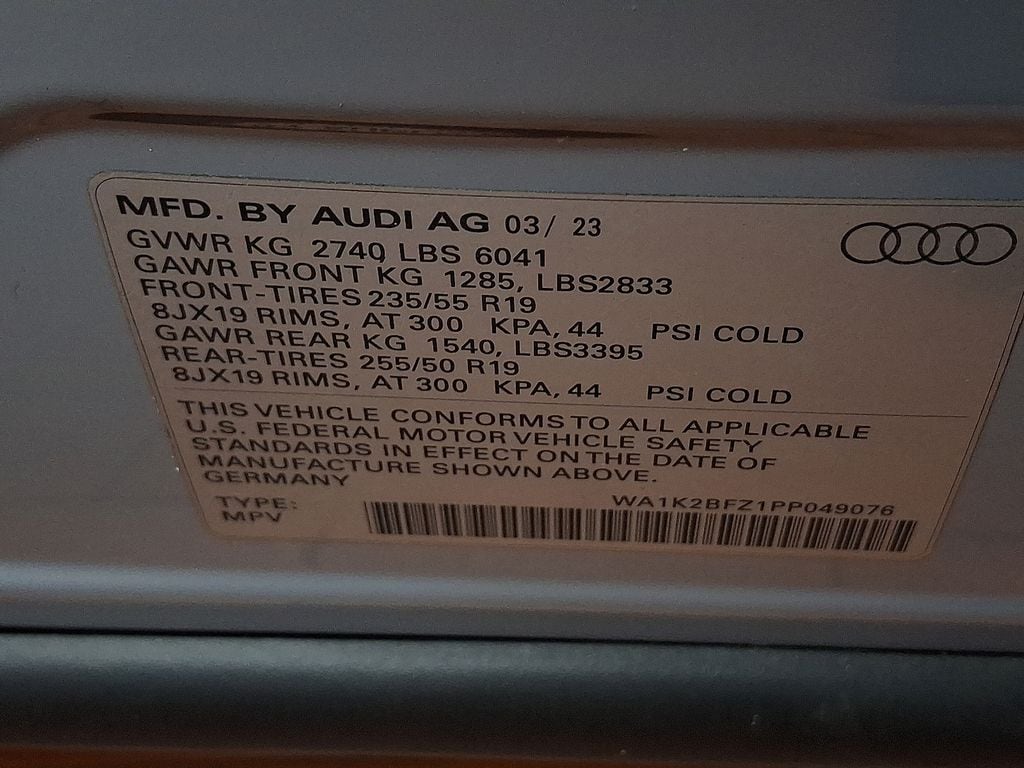 MFD. BY AUDI AG 03/ 23
GVWR KG 2740 LBS 6041
GAWR FRONT KG 1285, LBS2833
FRONT-TIRES 235/55 R19
8JX19 RIMS, AT 300 KPA, 44 PSI COLD
GAWR REAR KG 1540, LBS3395
REAR-TIRES 255/50 R19
8JX19 RIMS, AT 300 KPA, 44 PSI COLD
THIS VEHICLE CONFORMS TO ALL APPLICABLE
U.S. FEDERAL MOTOR VEHICLE SAFETY
STANDARDS IN EFFECT ON THE DATE OF
MANUFACTURE SHOWN ABOVE.
GERMANY
TYPE: WA1K2BFZ1PP049076
MPV